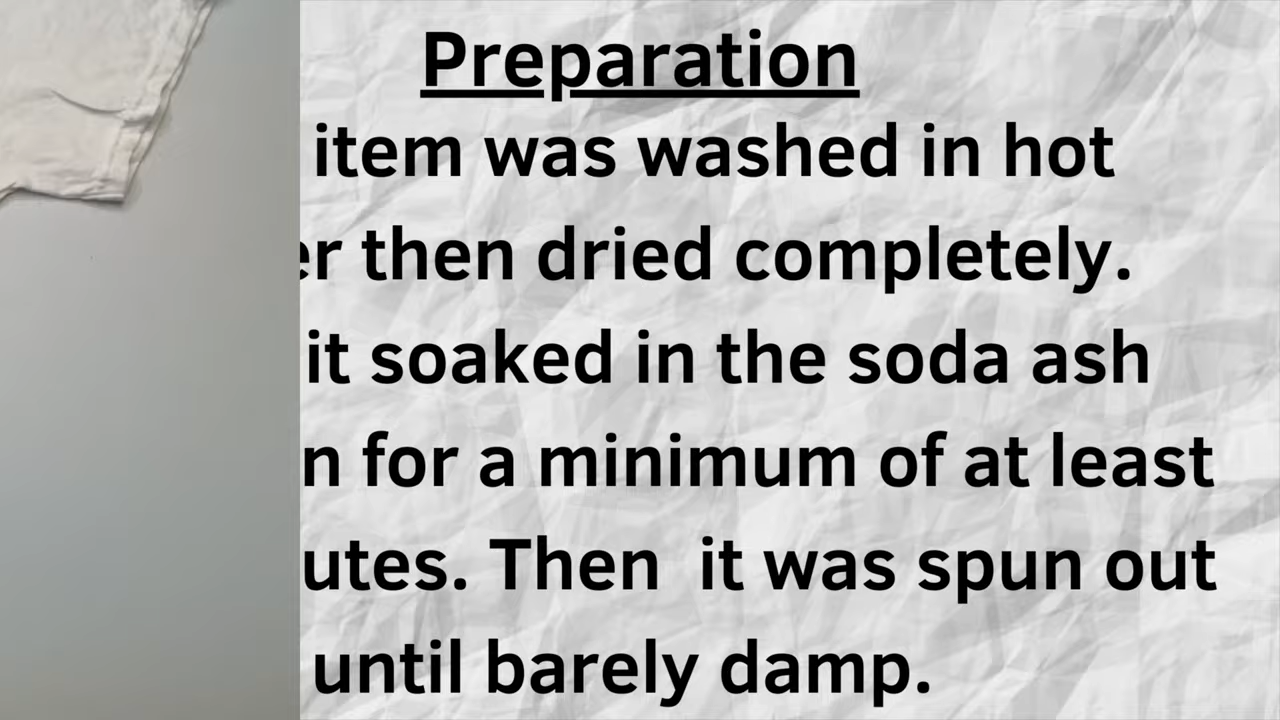 Preparation
item was washed in hot
er then dried completely.
it soaked in the soda ash
n for a minimum of at least
utes. Then it was spun out
until barely damp.